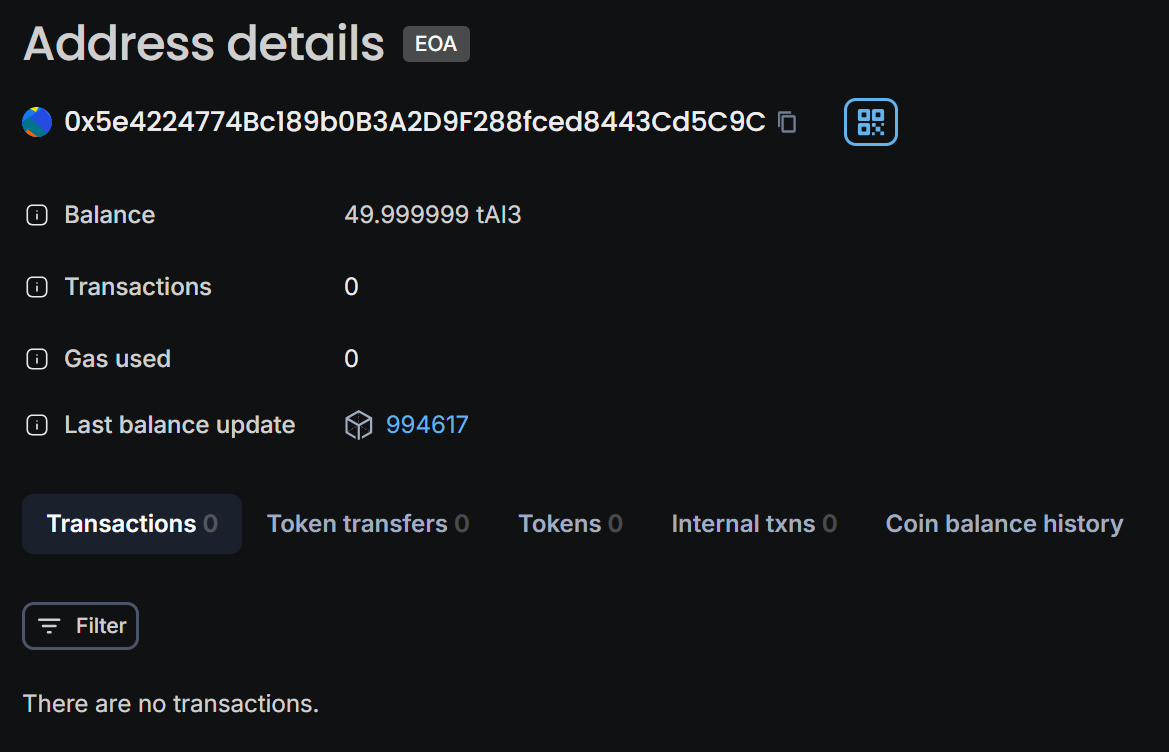 Address details EOA
0x5e4224774Bc189b0B3A2D9F288fced8443Cd5C9C
Balance 49.999999 tAI3
Transactions 0
Gas used 0
Last balance update 994617
Transactions 0 Token transfers 0 Tokens 0 Internal txns 0 Coin balance history
Filter
There are no transactions.